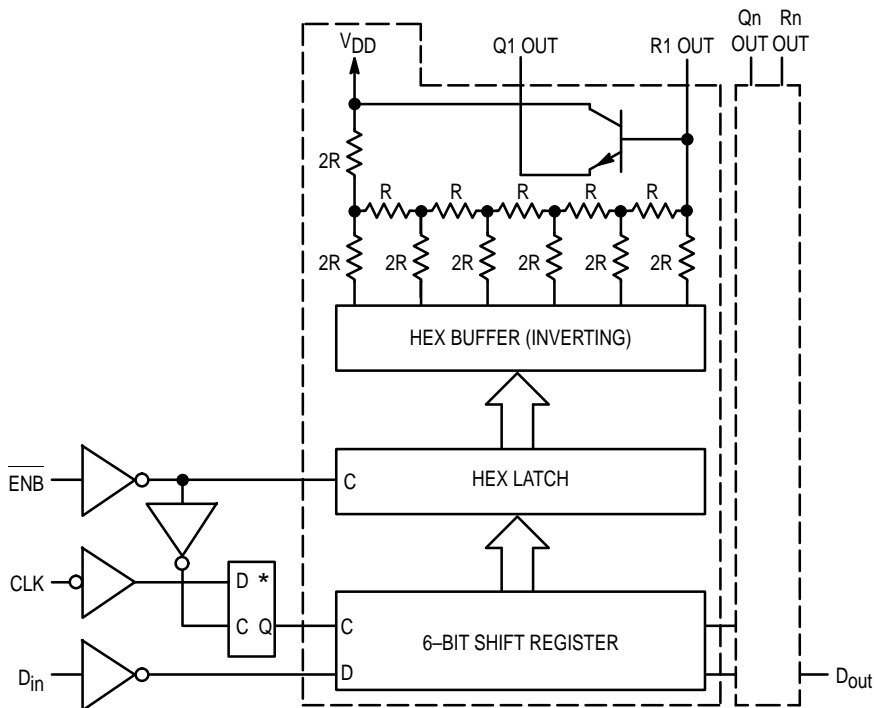 Qn OUT
Rn OUT
VDD
Q1 OUT
R1 OUT
2R
R
R
R
R
R
2R
2R
2R
2R
2R
2R
HEX BUFFER (INVERTING)
ENB
C
HEX LATCH
CLK
D *
C Q
C
D
6–BIT SHIFT REGISTER
Din
Dout